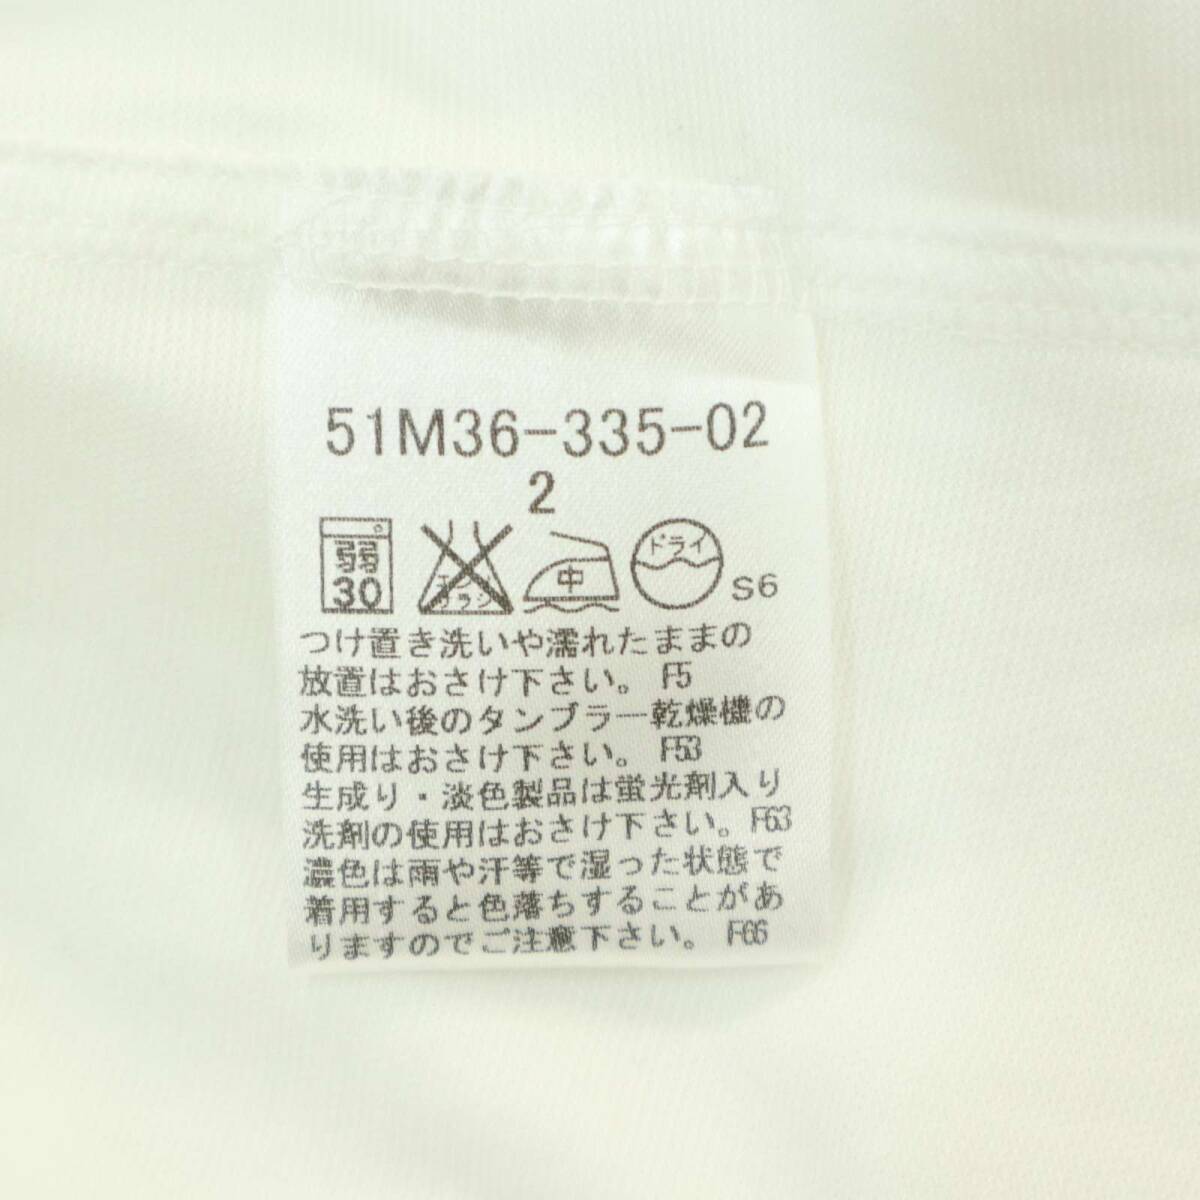 51M36-335-02
2
弱 30 エンソ サラシ 中 ドライ S6
つけ置き洗いや濡れたままの
放置はおさけ下さい。 F5
水洗い後のタンブラー乾燥機の
使用はおさけ下さい。 F53
生成り・淡色製品は蛍光剤入り
洗剤の使用はおさけ下さい。F63
濃色は雨や汗等で湿った状態で
着用すると色落ちすることがあ
りますのでご注意下さい。 F66